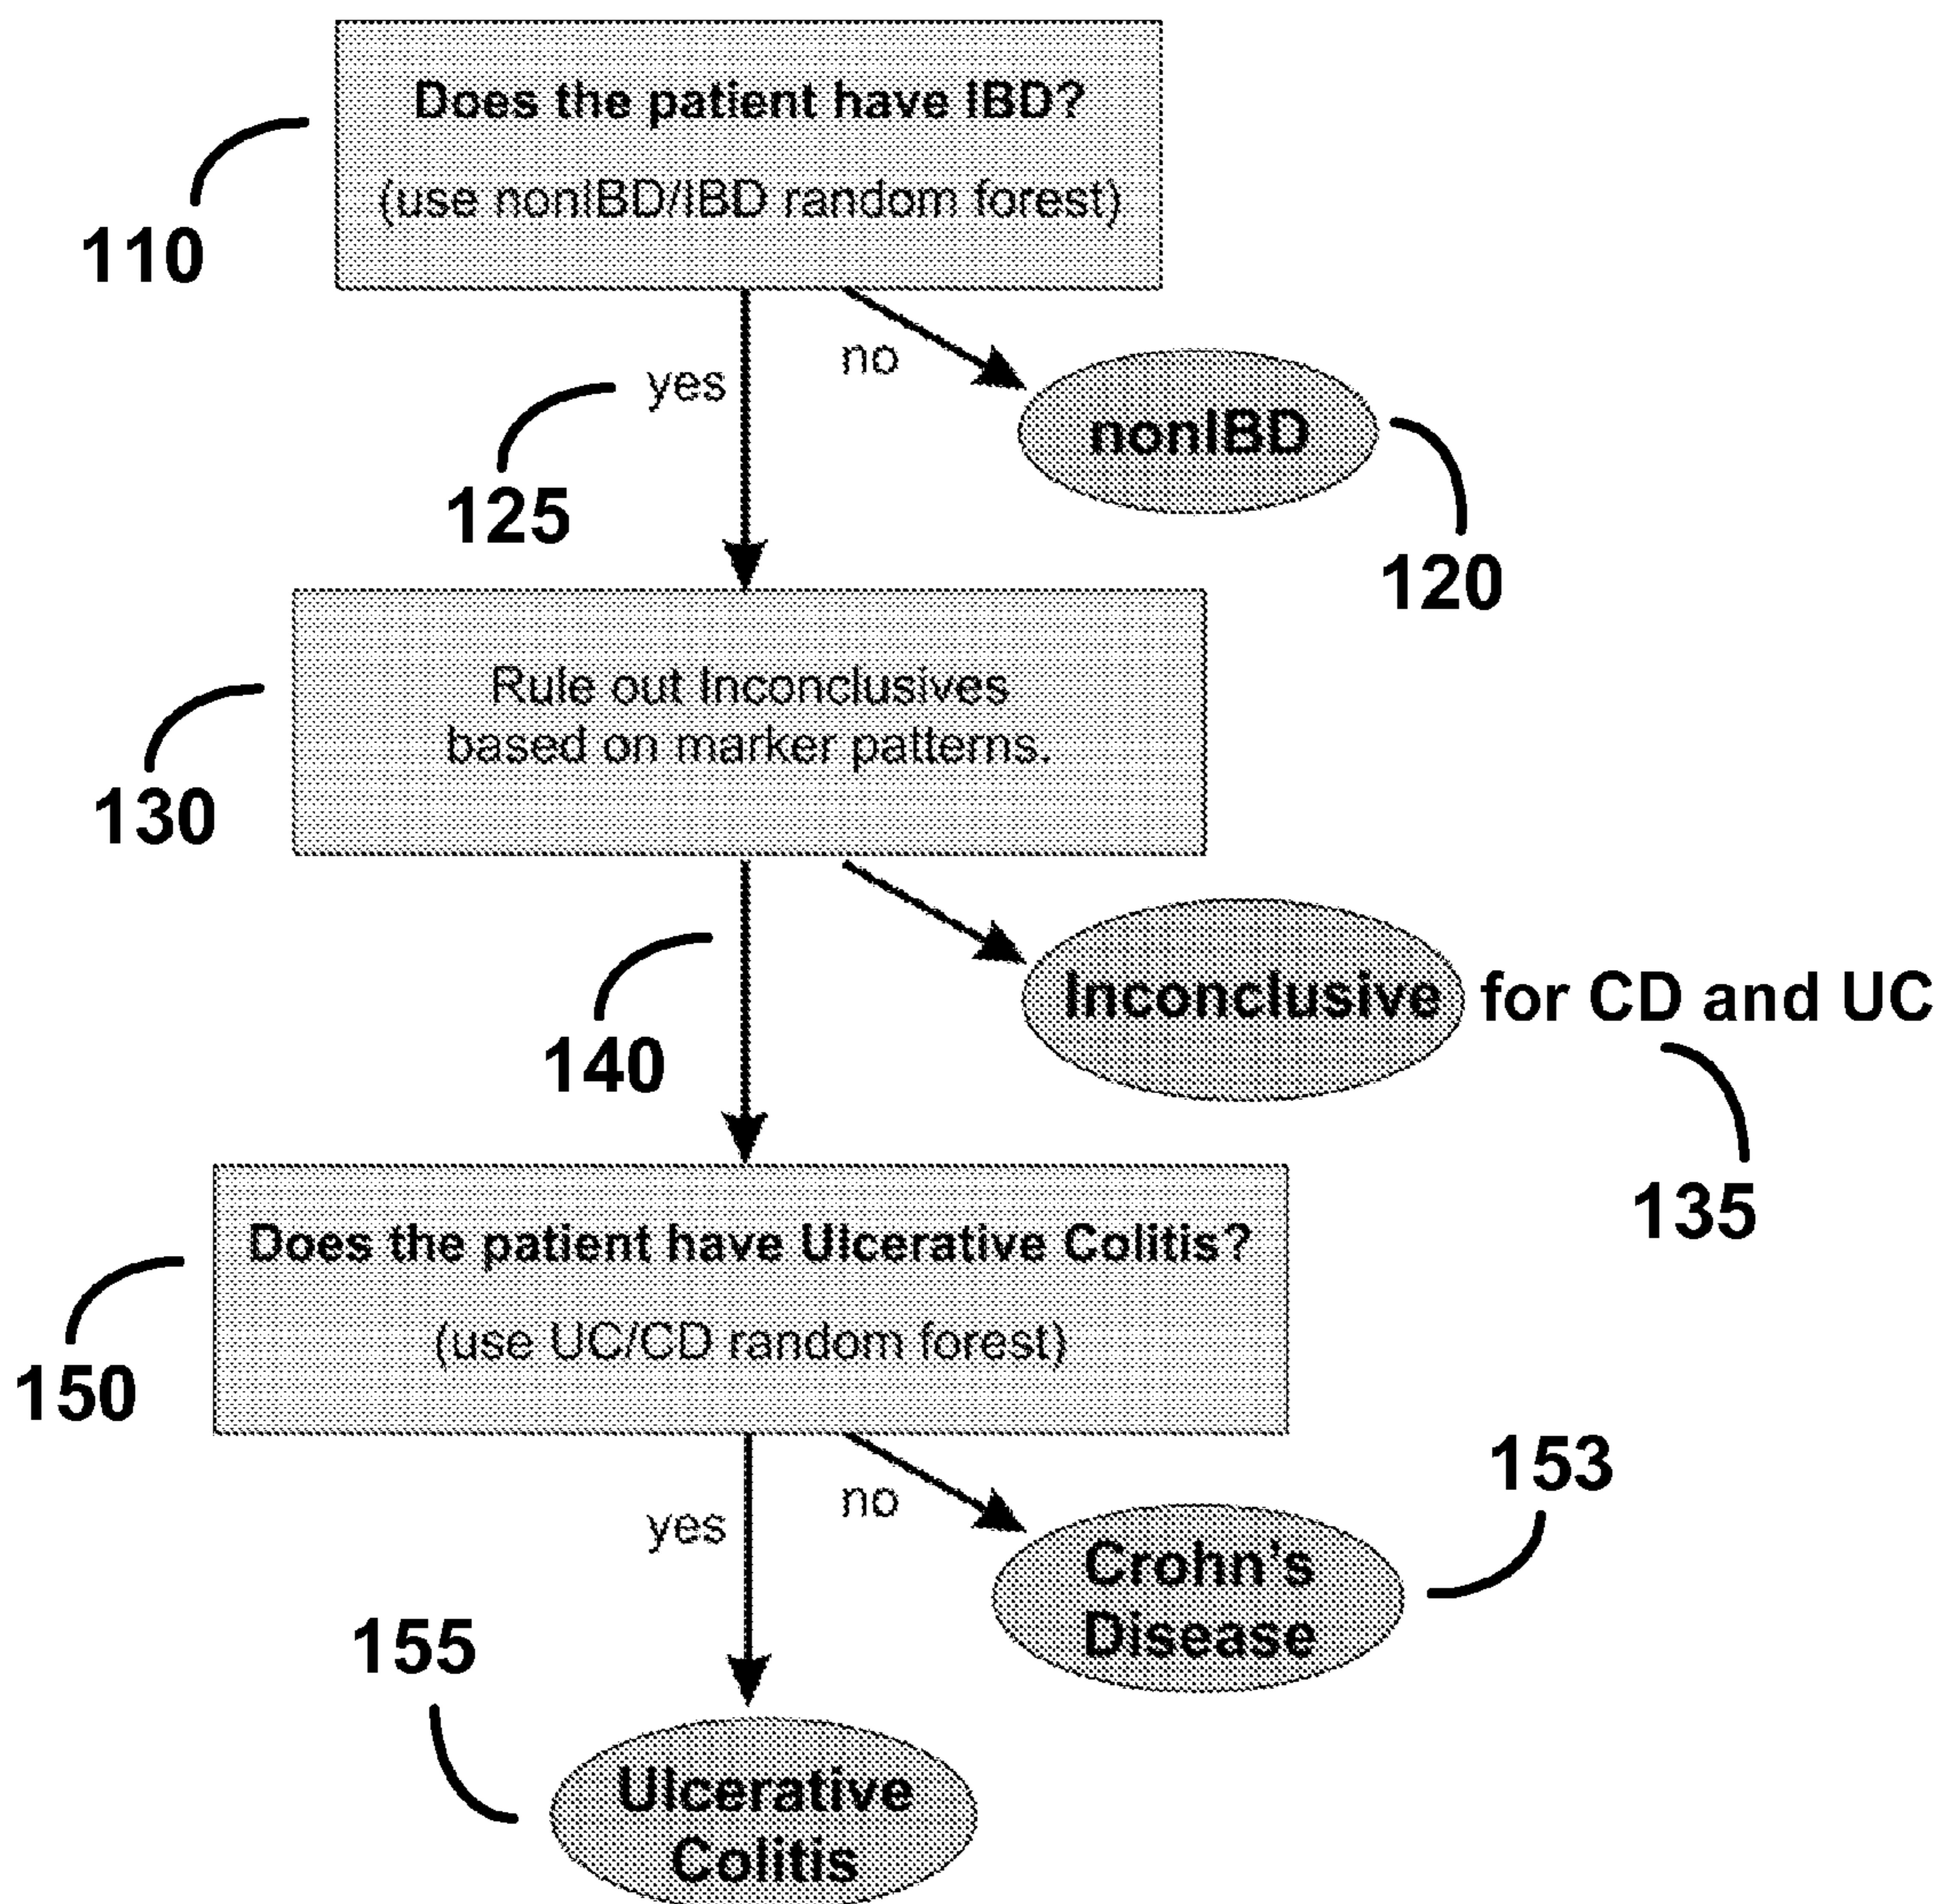 Does the patient have IBD?
(use nonIBD/IBD random forest)
110
yes
no
nonIBD
125
120
Rule out Inconclusives
based on marker patterns.
130
140
Inconclusive for CD and UC
135
Does the patient have Ulcerative Colitis?
(use UC/CD random forest)
150
153
yes
no
Crohn's
Disease
155
Ulcerative
Colitis